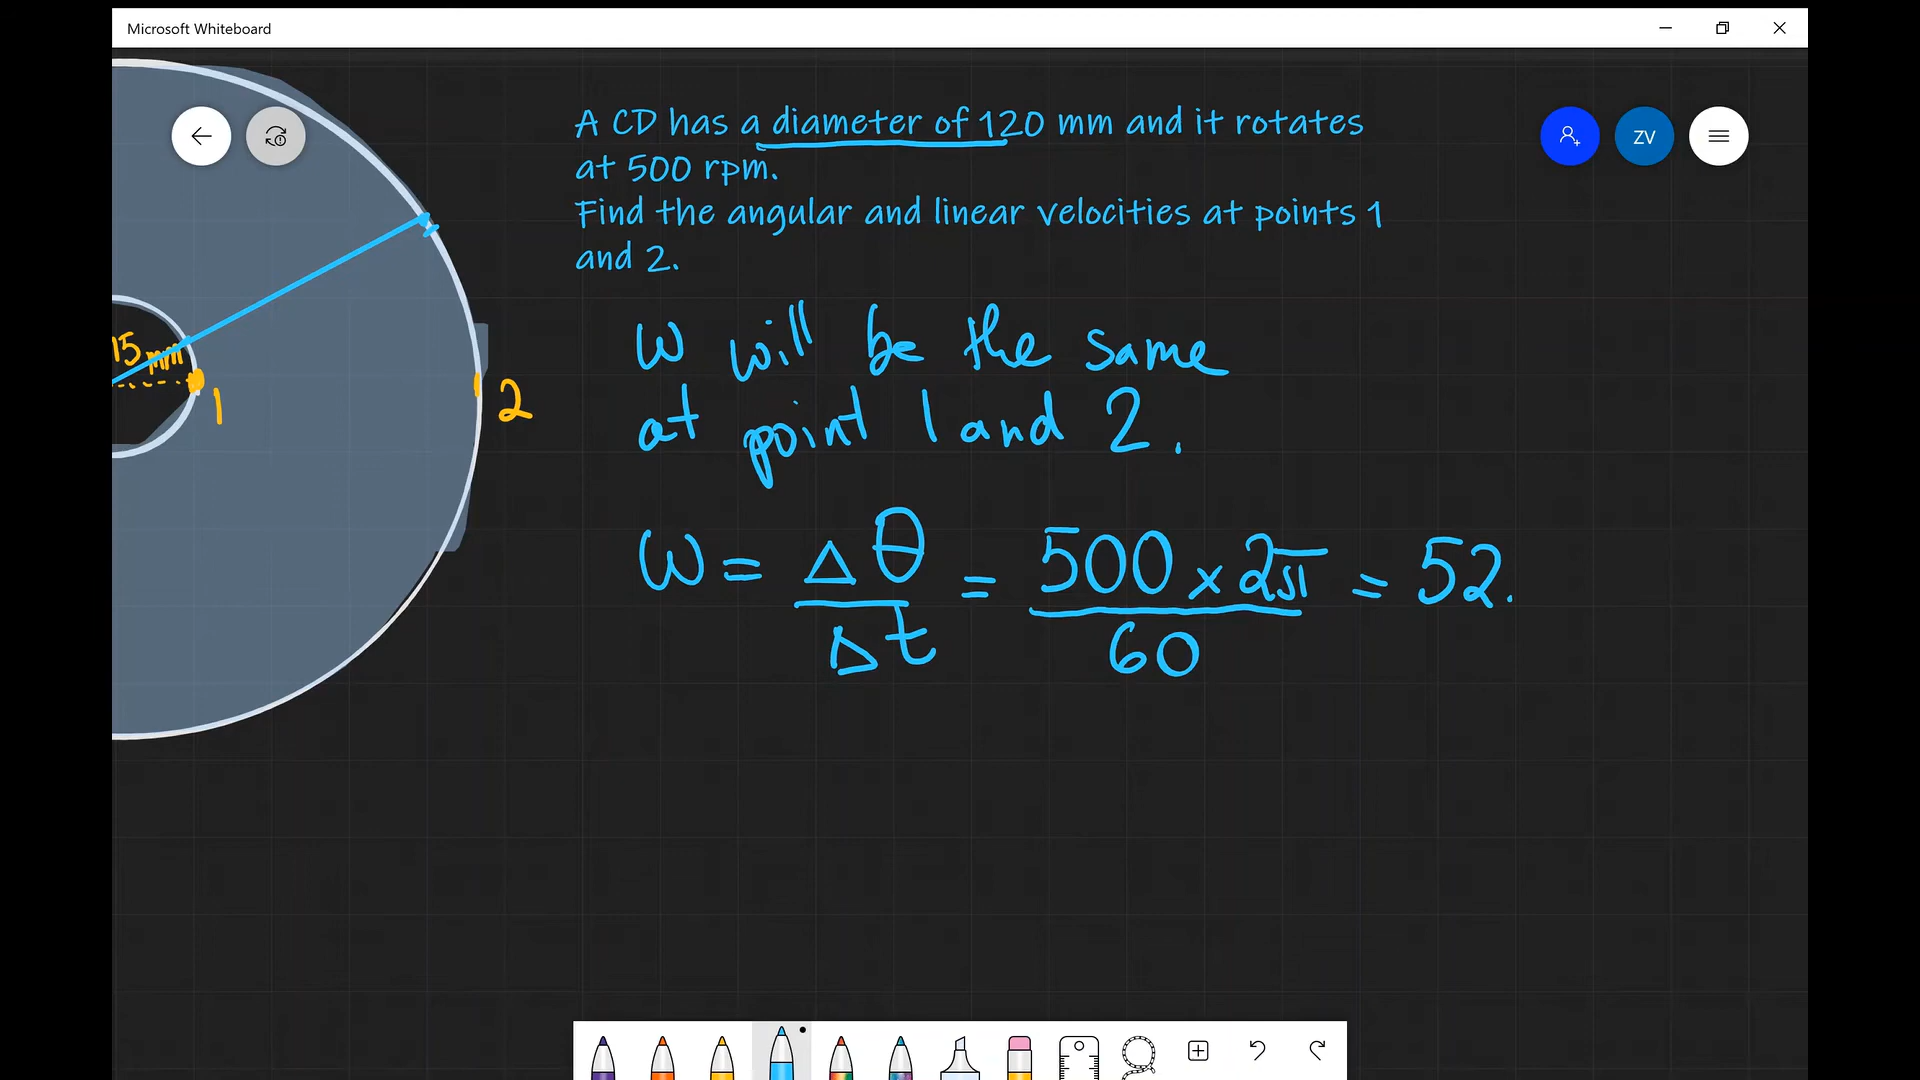 Microsoft Whiteboard
A CD has a diameter of 120 mm and it rotates
at 500 rpm.
Find the angular and linear velocities at points 1
and 2.
ZV
ω will be the same
at point 1 and 2.
15 mm
1
2
ω = Δθ/Δt = 500 × 2π/60 = 52.